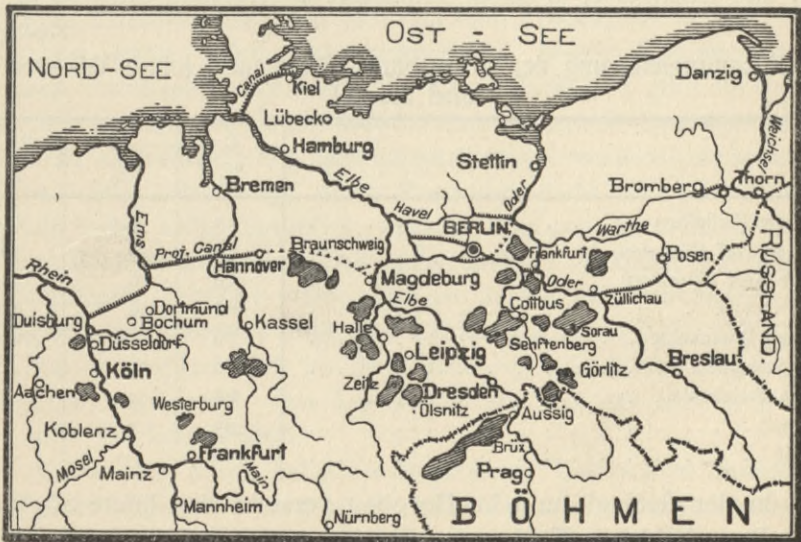 OST - SEE
NORD-SEE
Canal
Kiel
Danzig
Lübeck
Hamburg
Weichsel
Stettin
Elbe
Bremen
Bromberg
Thorn
Oder
Havel
BERLIN
Warthe
Ems
Prof. Canal
Braunschweig
Frankfurt
Posen
RUSSLAND
Rhein
Hannover
Magdeburg
Oder
Züllichau
Elbe
Dortmund
Bochum
Cottbus
Duisburg
Kassel
Halle
Sorau
Düsseldorf
Senftenberg
Leipzig
Görlitz
Breslau
Köln
Zeitz
Dresden
Aachen
Westerburg
Ölsnitz
Aussig
Koblenz
Brüx
Frankfurt
Mosel
Prag
Mainz
Main
Mannheim
Nürnberg
BÖHMEN